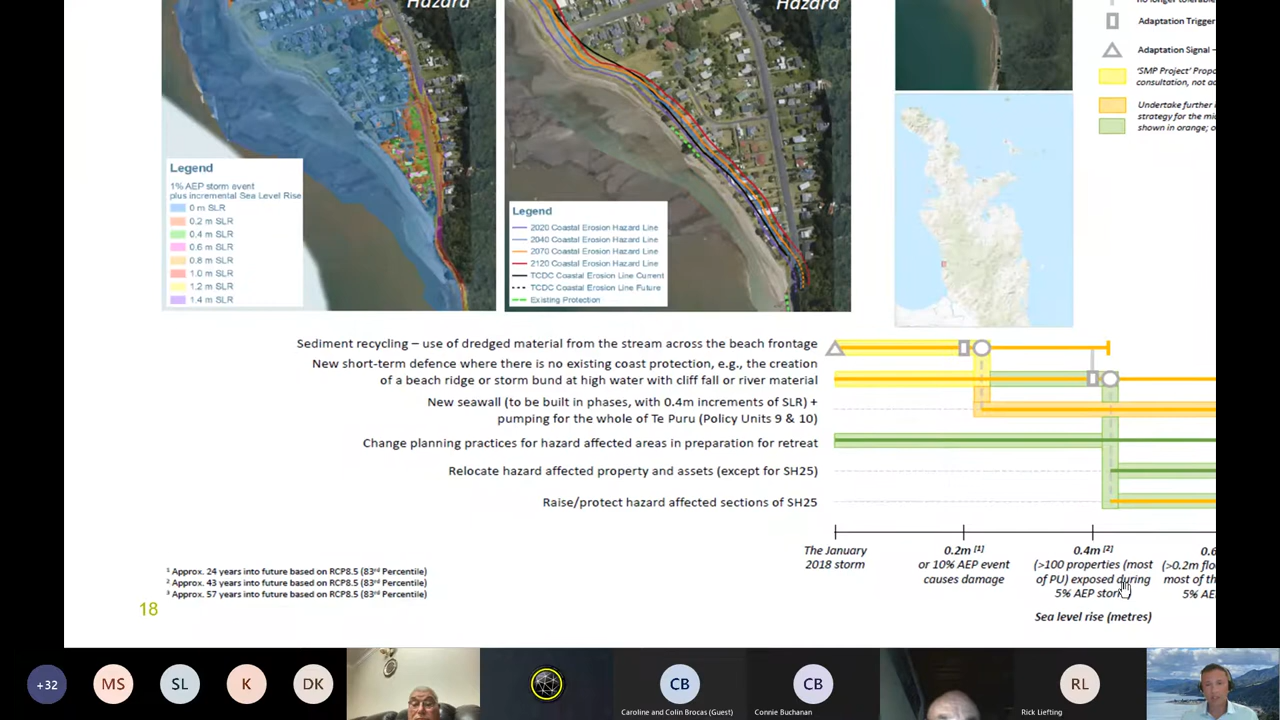 Hazard
Hazard
no longer tolerable
Adaptation Trigger
Adaptation Signal –
'SMP Project' Propo
consultation, not ad
Undertake further
strategy for the mi
shown in orange; o
Legend
1% AEP storm event
plus incremental Sea Level Rise
0 m SLR
0.2 m SLR
0.4 m SLR
0.6 m SLR
0.8 m SLR
1.0 m SLR
1.2 m SLR
1.4 m SLR
Legend
2020 Coastal Erosion Hazard Line
2040 Coastal Erosion Hazard Line
2070 Coastal Erosion Hazard Line
2120 Coastal Erosion Hazard Line
TCDC Coastal Erosion Line Current
TCDC Coastal Erosion Line Future
Existing Protection
Sediment recycling – use of dredged material from the stream across the beach frontage
New short-term defence where there is no existing coast protection, e.g., the creation
of a beach ridge or storm bund at high water with cliff fall or river material
New seawall (to be built in phases, with 0.4m increments of SLR) +
pumping for the whole of Te Puru (Policy Units 9 & 10)
Change planning practices for hazard affected areas in preparation for retreat
Relocate hazard affected property and assets (except for SH25)
Raise/protect hazard affected sections of SH25
The January
2018 storm
0.2m [1]
or 10% AEP event
causes damage
0.4m [2]
(>100 properties (most
of PU) exposed during
5% AEP storm)
0.6
(>0.2m flo
most of th
5% AE
Sea level rise (metres)
1 Approx. 24 years into future based on RCP8.5 (83rd Percentile)
2 Approx. 43 years into future based on RCP8.5 (83rd Percentile)
3 Approx. 57 years into future based on RCP8.5 (83rd Percentile)
18
+32
MS
SL
K
DK
CB
Caroline and Colin Brocas (Guest)
CB
Connie Buchanan
RL
Rick Liefting